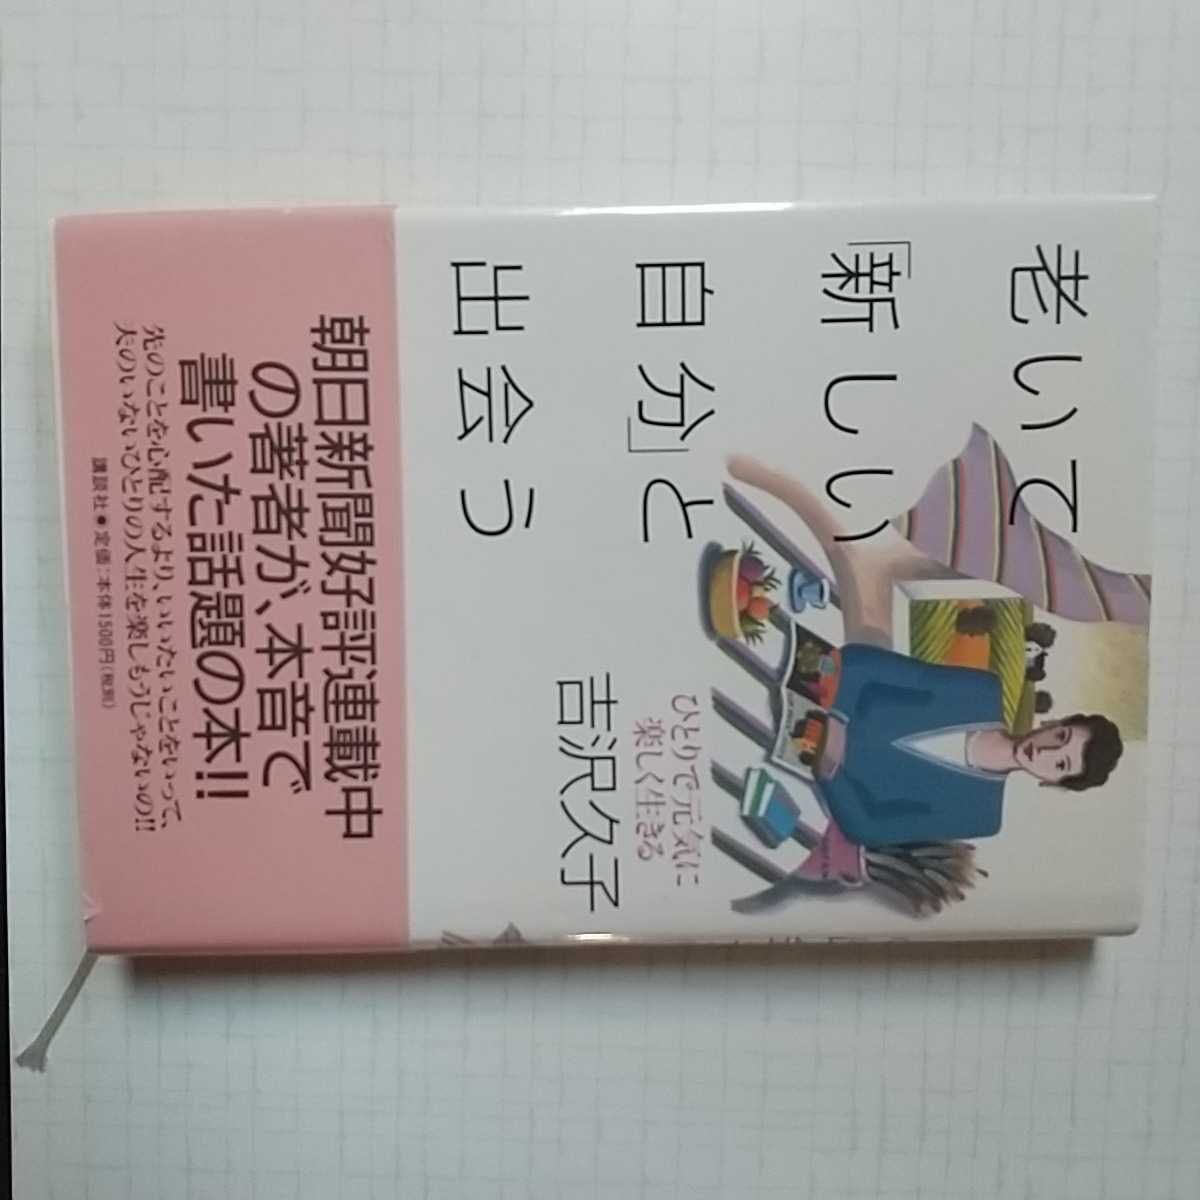 老いて
「新しい
自分」と
出会う
吉沢久子
ひとりで元気に
楽しく生きる
朝日新聞好評連載中
の著者が、本音で
書いた話題の本!!
先のことを心配するより、いいたいことをいって、
夫のいないひとりの人生を楽しもうじゃないの!!
講談社●定価：本体1500円（税別）